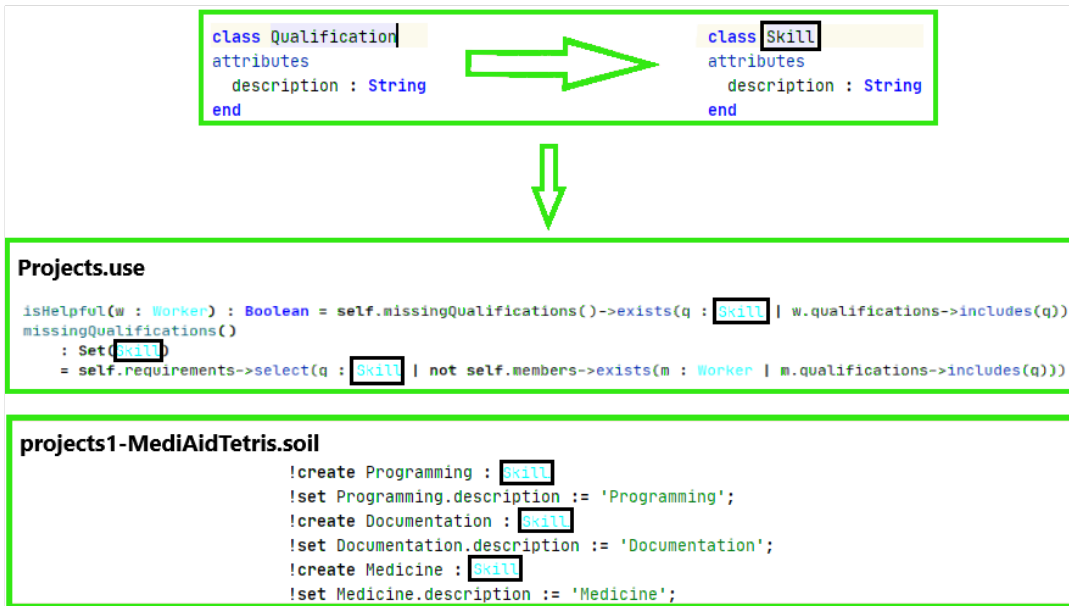 class Qualification
attributes
description : String
end
class Skill
attributes
description : String
end
Projects.use
isHelpful(w : Worker) : Boolean = self.missingQualifications()->exists(q : Skill | w.qualifications->includes(q))
missingQualifications()
: Set(Skill)
= self.requirements->select(q : Skill | not self.members->exists(m : Worker | m.qualifications->includes(q)))
projects1-MediAidTetris.soil
!create Programming : Skill
!set Programming.description := 'Programming';
!create Documentation : Skill
!set Documentation.description := 'Documentation';
!create Medicine : Skill
!set Medicine.description := 'Medicine';